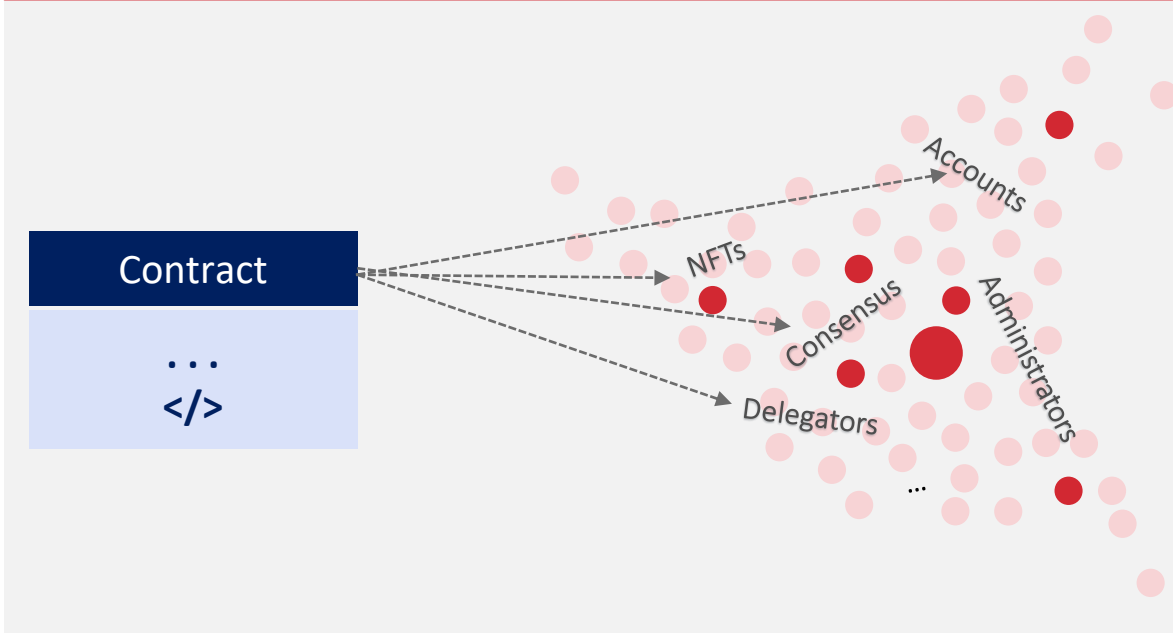 Contract
...
</>
Accounts
NFTs
Consensus
Administrators
Delegators
...